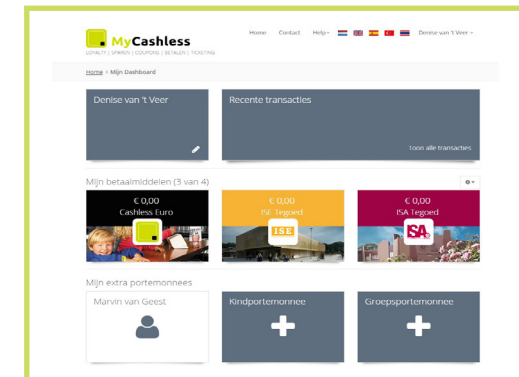 MyCashless
LOYALTY | SPAREN | COUPONS | BETALEN | TICKETING
Home Contact Help Denise van 't Veer
Home > Mijn Dashboard
Denise van 't Veer
Recente transacties
Toon alle transacties
Mijn betaalmiddelen (3 van 4)
€ 0,00
Cashless Euro
€ 0,00
ISE Tegoed
ISE
€ 0,00
ISA Tegoed
ISA
Mijn extra portemonnees
Marvin van Geest
Kindportemonnee
Groepsportemonnee